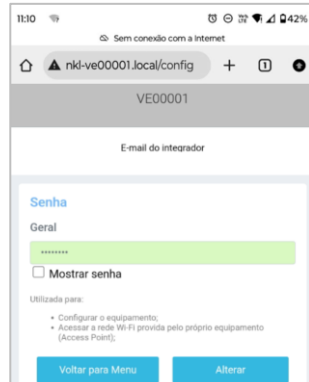 11:10 42%
Sem conexão com a Internet
nkl-ve00001.local/config 1
VE00001
E-mail do integrador
Senha
Geral
••••••••
Mostrar senha
Utilizada para:
• Configurar o equipamento;
• Acessar a rede Wi-Fi provida pelo próprio equipamento
(Access Point);
Voltar para Menu Alterar